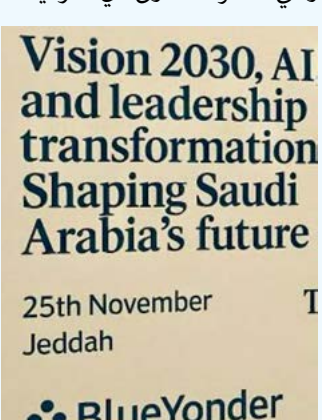 Vision 2030, AI
and leadership
transformation
Shaping Saudi
Arabia's future
25th November
Jeddah
BlueYonder